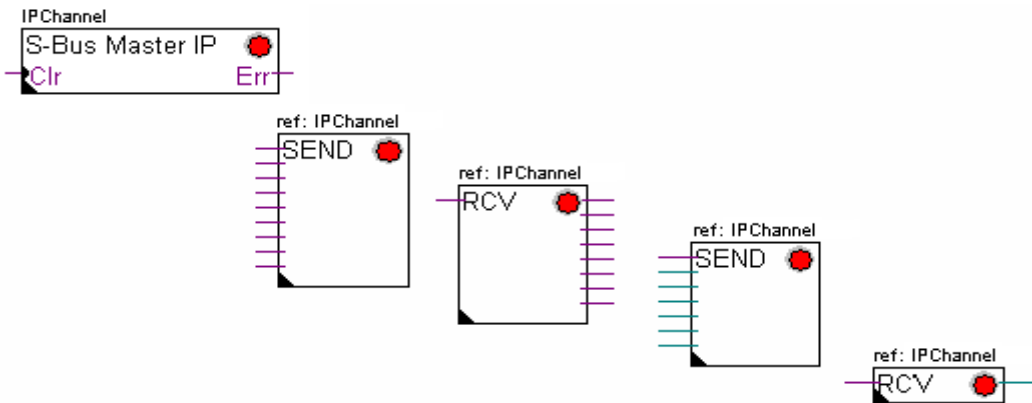 IPChannel
S-Bus Master IP
Clr Err
ref: IPChannel
SEND
ref: IPChannel
RCV
ref: IPChannel
SEND
ref: IPChannel
RCV